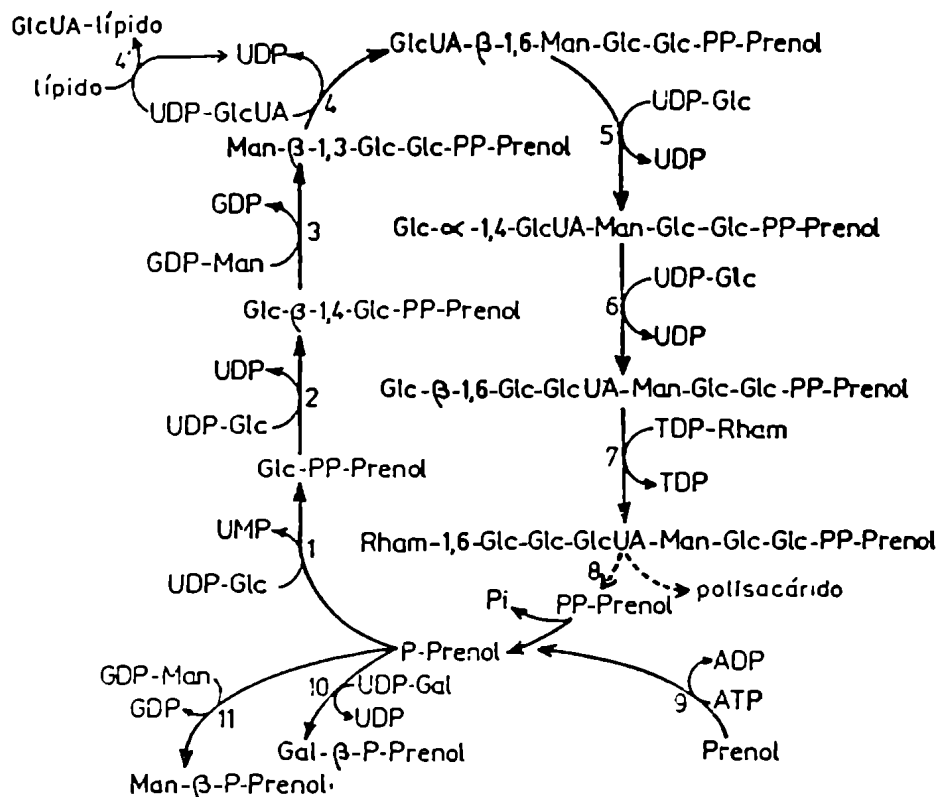 GlcUA-lípido
4'
lípido
UDP
UDP-GlcUA
4
GlcUA-β-1,6-Man-Glc-Glc-PP-Prenol
UDP-Glc
5
UDP
Man-β-1,3-Glc-Glc-PP-Prenol
GDP
3
GDP-Man
Glc-α-1,4-GlcUA-Man-Glc-Glc-PP-Prenol
UDP-Glc
6
UDP
Glc-β-1,4-Glc-PP-Prenol
UDP
2
UDP-Glc
Glc-β-1,6-Glc-GlcUA-Man-Glc-Glc-PP-Prenol
TDP-Rham
7
TDP
Glc-PP-Prenol
UMP
1
UDP-Glc
Rham-1,6-Glc-Glc-GlcUA-Man-Glc-Glc-PP-Prenol
8
polisacárido
PP-Prenol
Pi
P-Prenol
GDP-Man
GDP
11
10
UDP-Gal
UDP
ADP
9
ATP
Prenol
Gal-β-P-Prenol
Man-β-P-Prenol.